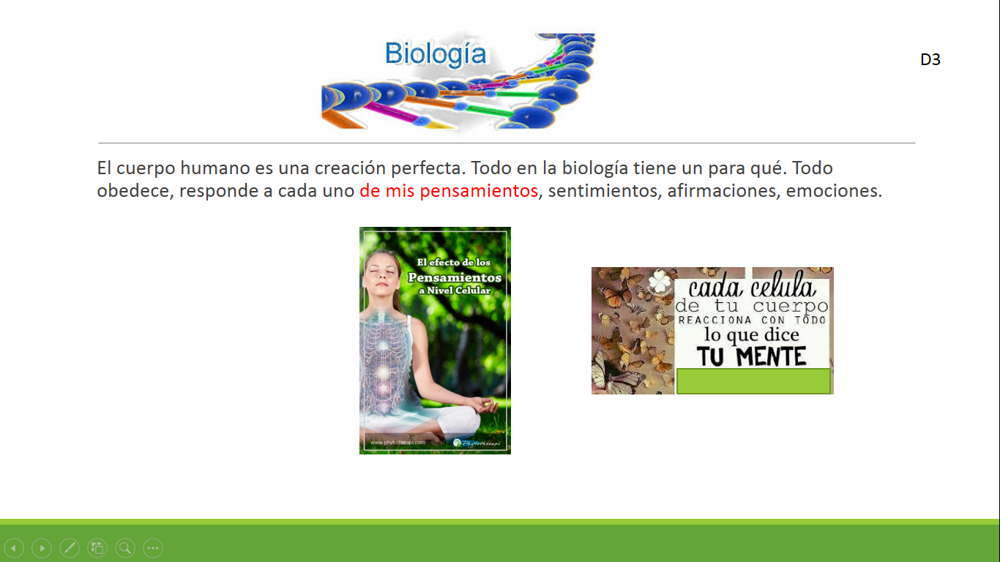 Biología
D3
El cuerpo humano es una creación perfecta. Todo en la biología tiene un para qué. Todo
obedece, responde a cada uno de mis pensamientos, sentimientos, afirmaciones, emociones.
El efecto de los
Pensamientos
a Nivel Celular
www.phytotherapi.com
Phytotherapi
cada celula
de tu cuerpo
REACCIONA CON TODO
lo que dice
TU MENTE